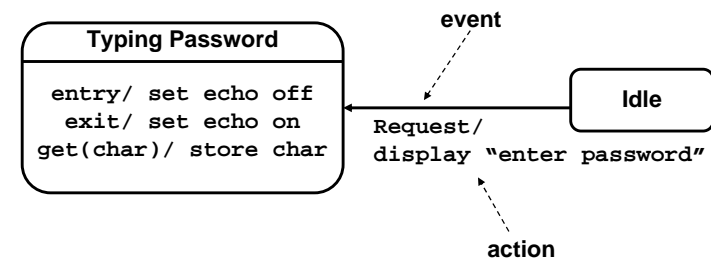 event
Typing Password
entry/ set echo off
exit/ set echo on
get(char)/ store char
Idle
Request/
display “enter password”
action